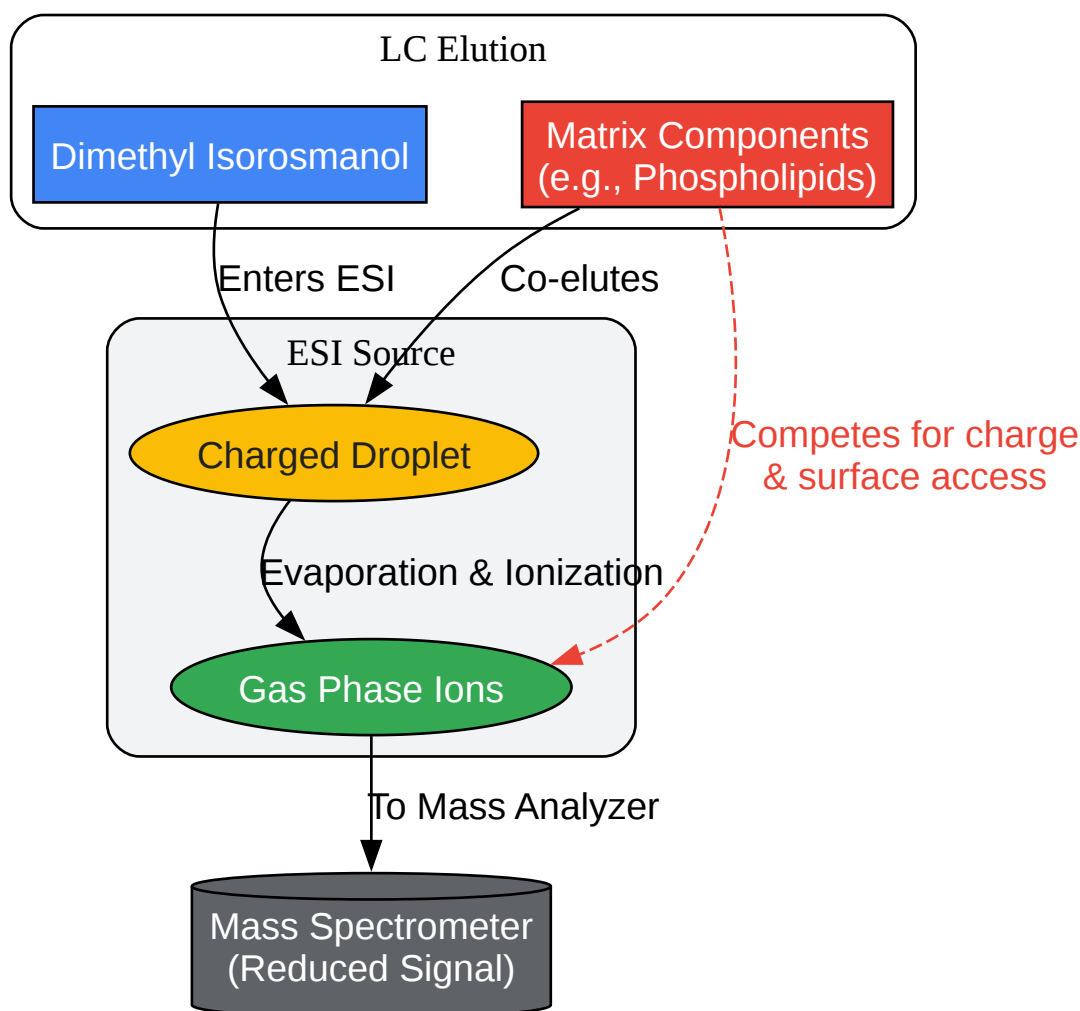 LC Elution
Dimethyl Isorosmanol
Matrix Components
(e.g., Phospholipids)
Enters ESI
Co-elutes
ESI Source
Charged Droplet
Competes for charge
& surface access
Evaporation & Ionization
Gas Phase Ions
To Mass Analyzer
Mass Spectrometer
(Reduced Signal)